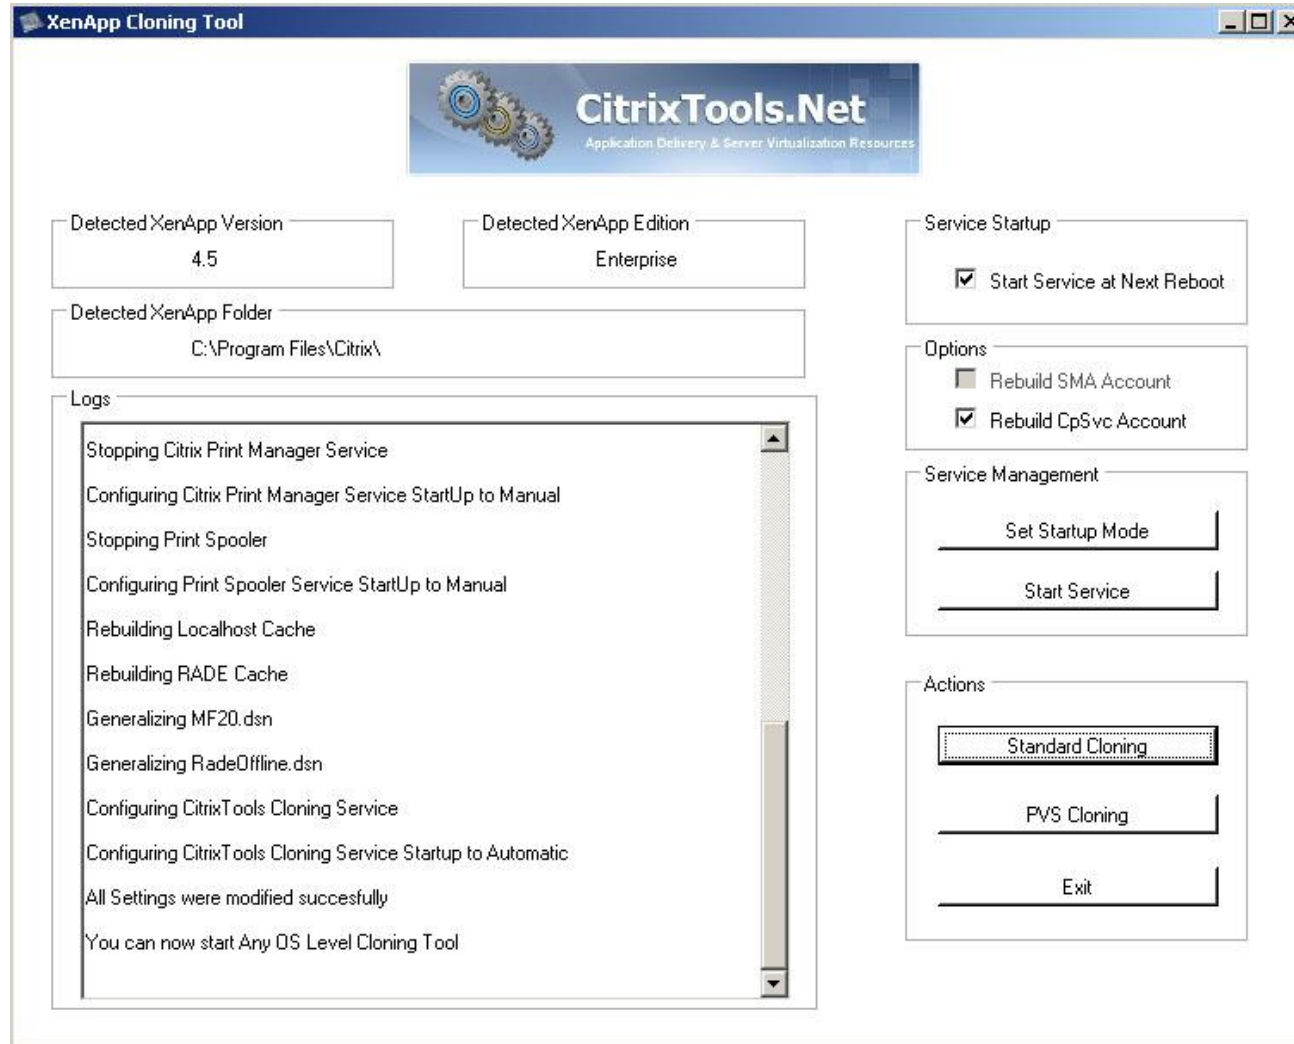 XenApp Cloning Tool
CitrixTools.Net
Application Delivery & Server Virtualization Resources
Detected XenApp Version
4.5
Detected XenApp Edition
Enterprise
Detected XenApp Folder
C:\Program Files\Citrix\
Logs
Stopping Citrix Print Manager Service
Configuring Citrix Print Manager Service StartUp to Manual
Stopping Print Spooler
Configuring Print Spooler Service StartUp to Manual
Rebuilding Localhost Cache
Rebuilding RADE Cache
Generalizing MF20.dsn
Generalizing RadeOffline.dsn
Configuring CitrixTools Cloning Service
Configuring CitrixTools Cloning Service Startup to Automatic
All Settings were modified succesfully
You can now start Any OS Level Cloning Tool
Service Startup
Start Service at Next Reboot
Options
Rebuild SMA Account
Rebuild CpSvc Account
Service Management
Set Startup Mode
Start Service
Actions
Standard Cloning
PVS Cloning
Exit